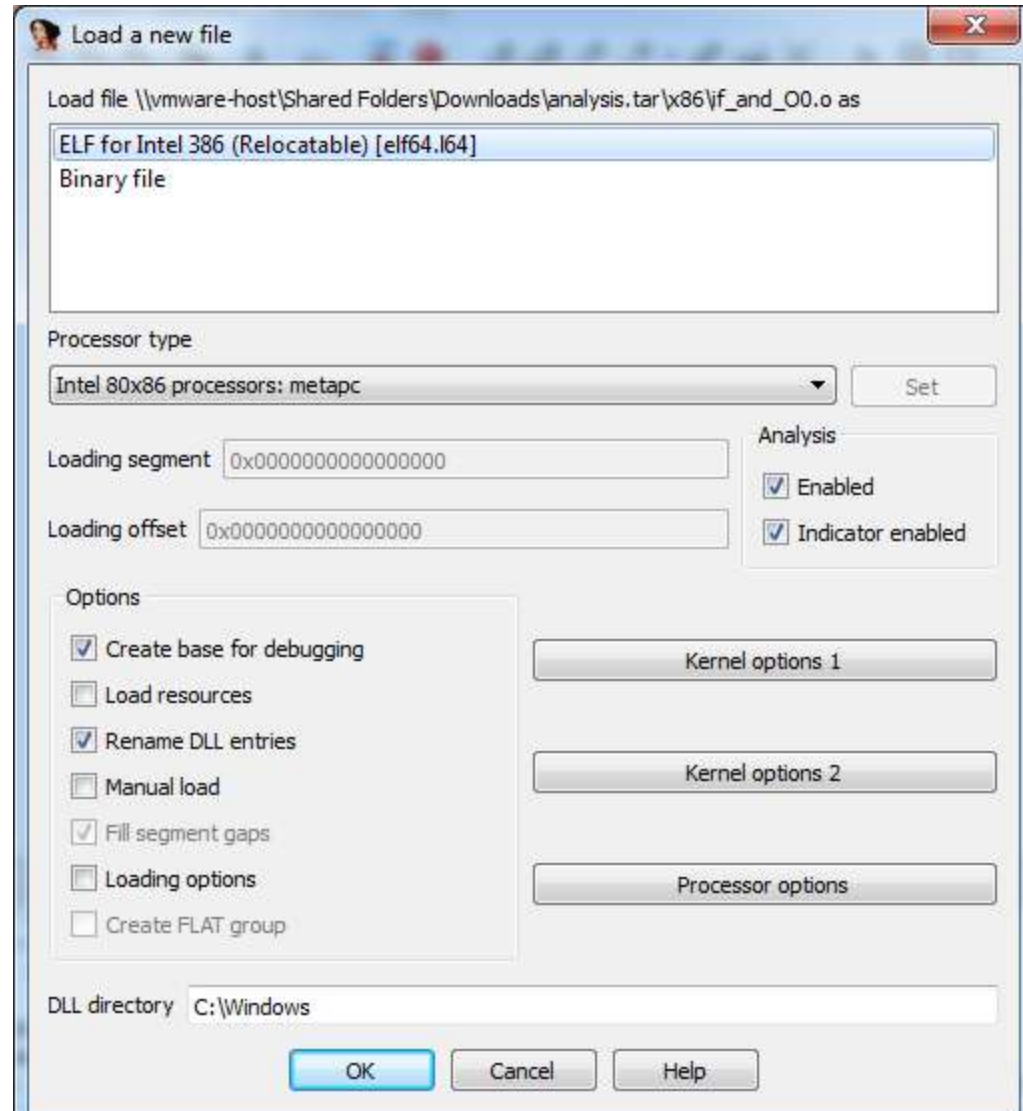 Load a new file
Load file \\vmware-host\Shared Folders\Downloads\analysis.tar\x86\if_and_O0.o as
ELF for Intel 386 (Relocatable) [elf64.l64]
Binary file
Processor type
Intel 80x86 processors: metapc
Set
Loading segment 0x0000000000000000
Loading offset 0x0000000000000000
Analysis
Enabled
Indicator enabled
Options
Create base for debugging
Load resources
Rename DLL entries
Manual load
Fill segment gaps
Loading options
Create FLAT group
Kernel options 1
Kernel options 2
Processor options
DLL directory C:\Windows
OK Cancel Help